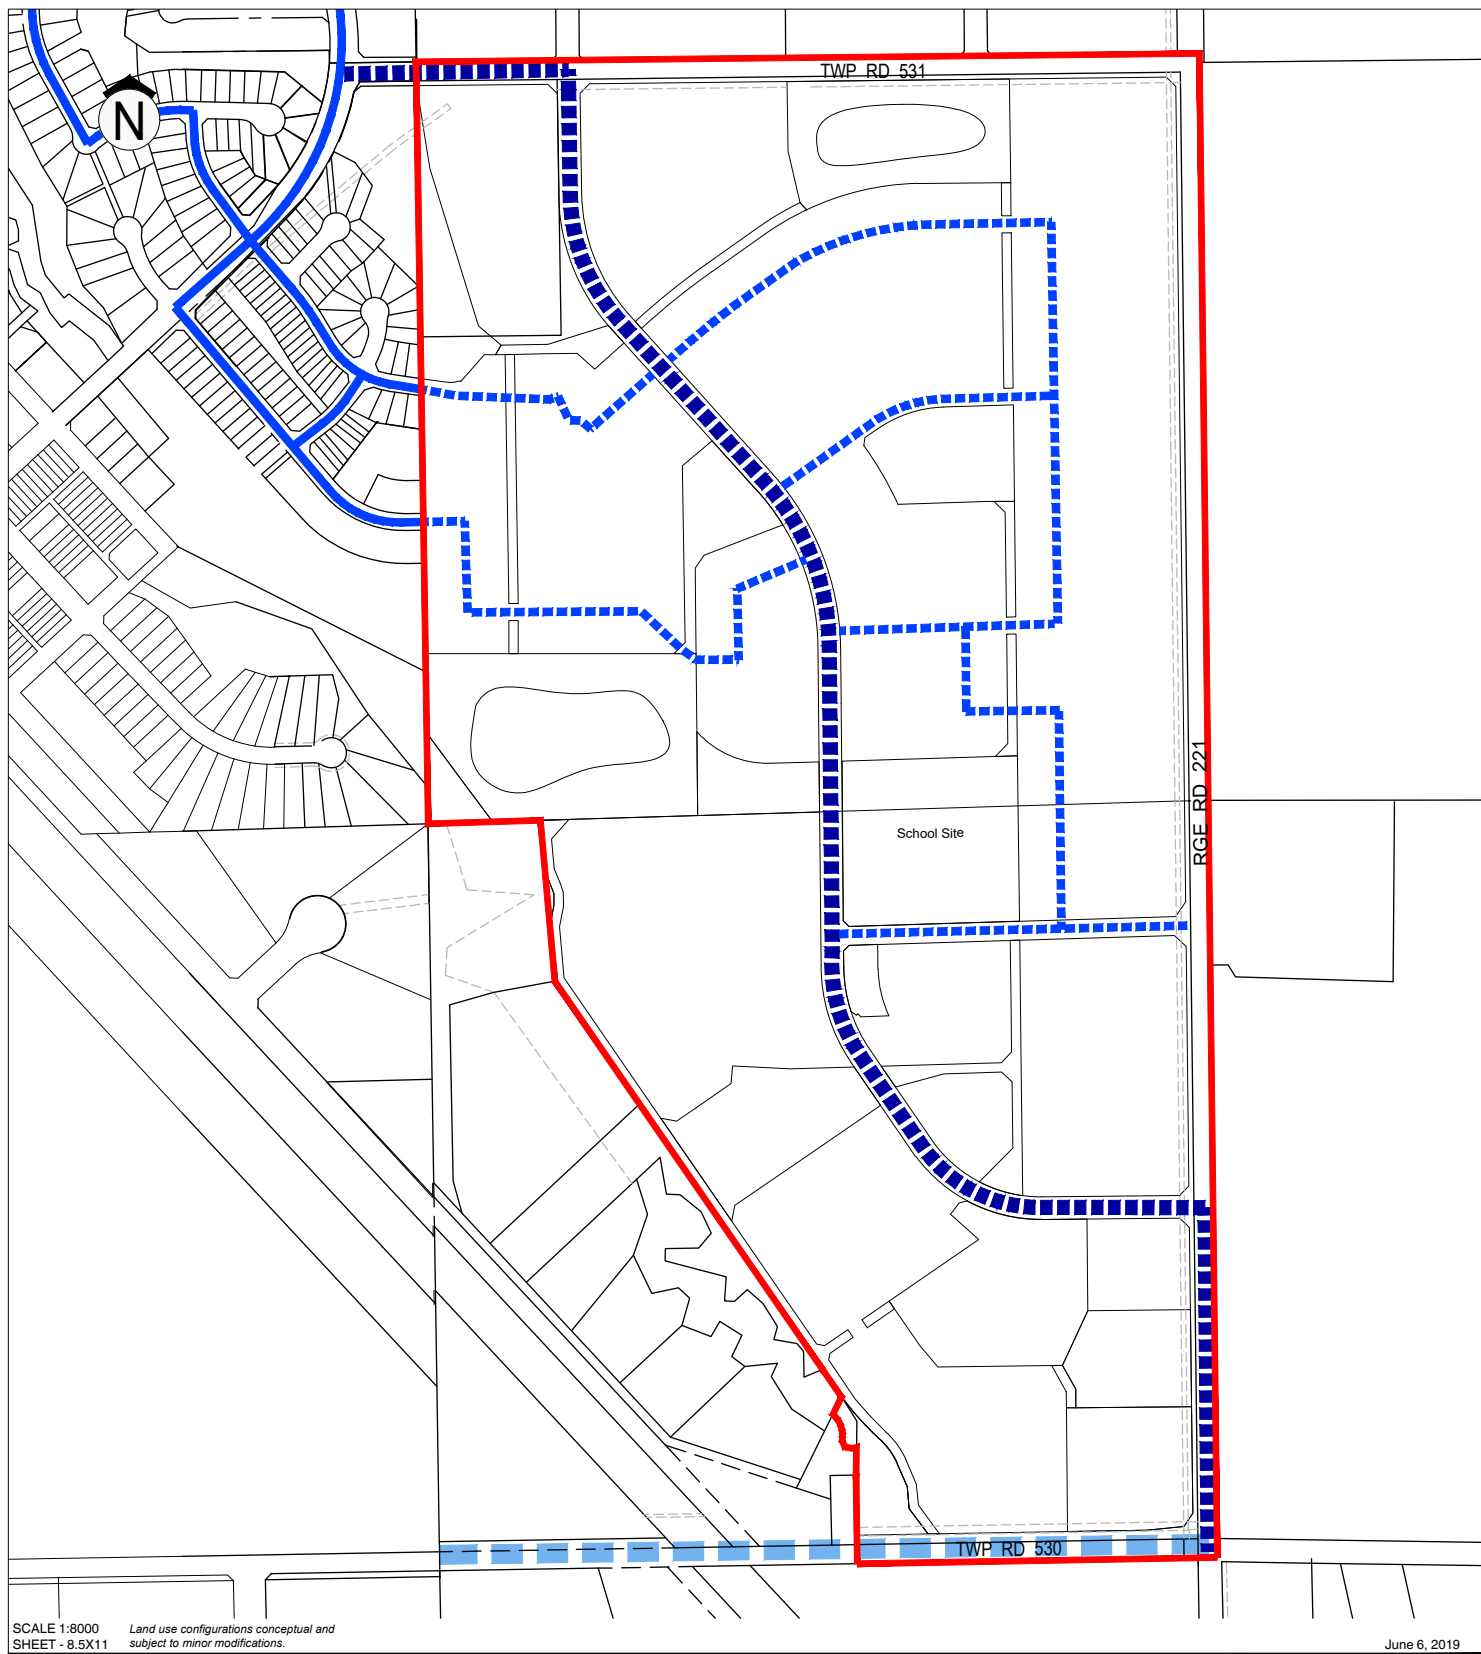 TWP RD 531
N
RGE RD 221
School Site
TWP RD 530
SCALE 1:8000
SHEET - 8.5X11
Land use configurations conceptual and
subject to minor modifications.
June 6, 2019